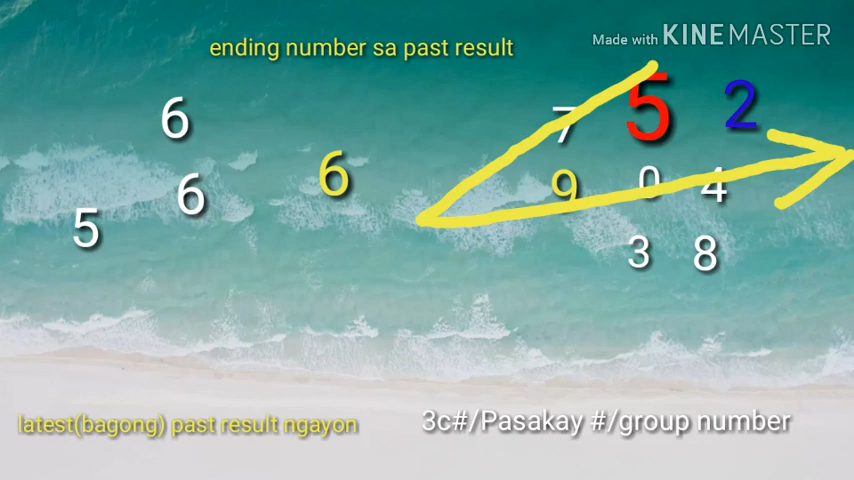 Made with KINEMASTER
ending number sa past result
6
7 5 2
6 6
9 0 4
5
3 8
latest(bagong) past result ngayon
3c#/Pasakay #/group number